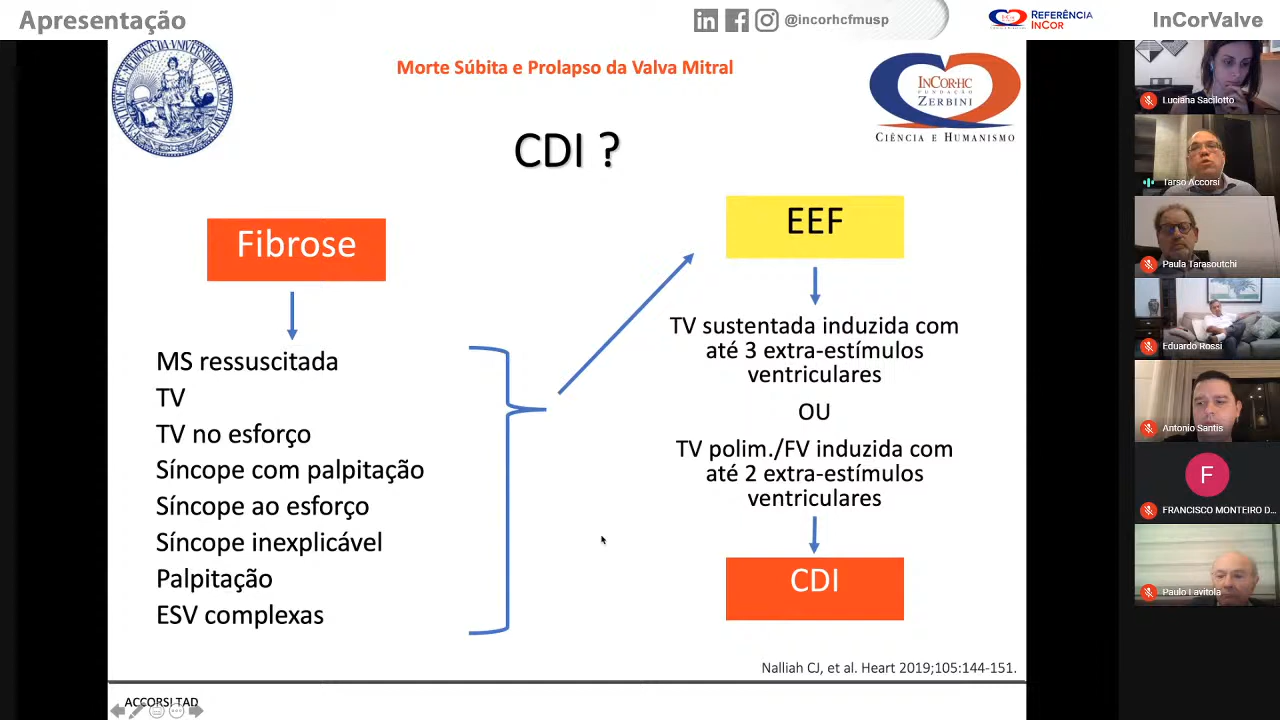 Apresentação
@incorhcfmusp
REFERÊNCIA
INCOR
InCorValve
Morte Súbita e Prolapso da Valva Mitral
INCOR·HC
FUNDAÇÃO
ZERBINI
CIÊNCIA E HUMANISMO
CDI ?
Fibrose
MS ressuscitada
TV
TV no esforço
Síncope com palpitação
Síncope ao esforço
Síncope inexplicável
Palpitação
ESV complexas
EEF
TV sustentada induzida com
até 3 extra-estímulos
ventriculares
OU
TV polim./FV induzida com
até 2 extra-estímulos
ventriculares
CDI
Nalliah CJ, et al. Heart 2019;105:144-151.
ACCORSI TAD
Luciana Sacilotto
Tarso Accorsi
Paula Tarasoutchi
Eduardo Rossi
Antonio Santis
F
FRANCISCO MONTEIRO D...
Paulo Lavitola